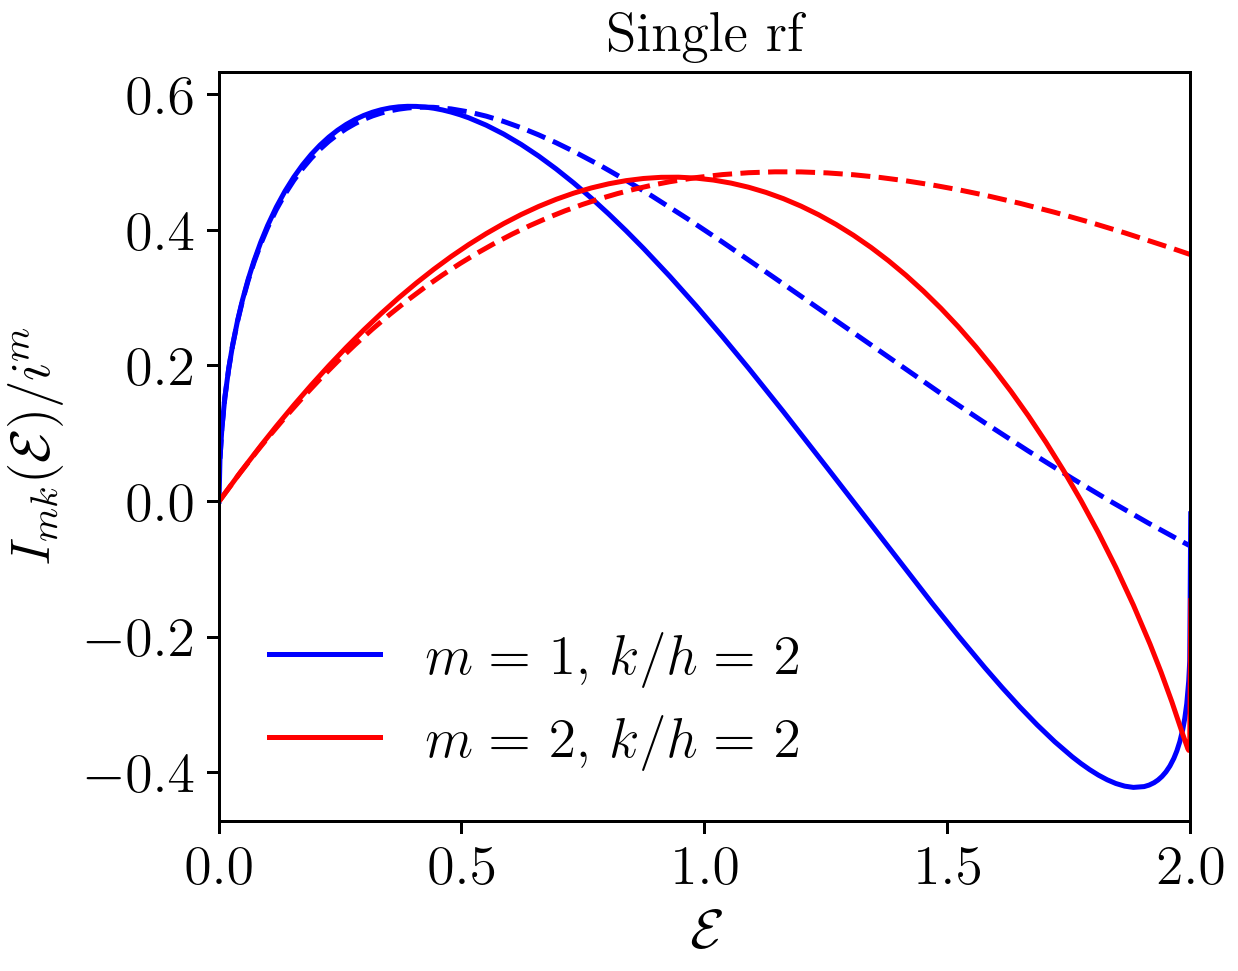 Single rf
0.6
0.4
0.2
0.0
−0.2
−0.4
I_{mk}(ℰ)/i^m
m = 1, k/h = 2
m = 2, k/h = 2
0.0 0.5 1.0 1.5 2.0
ℰ